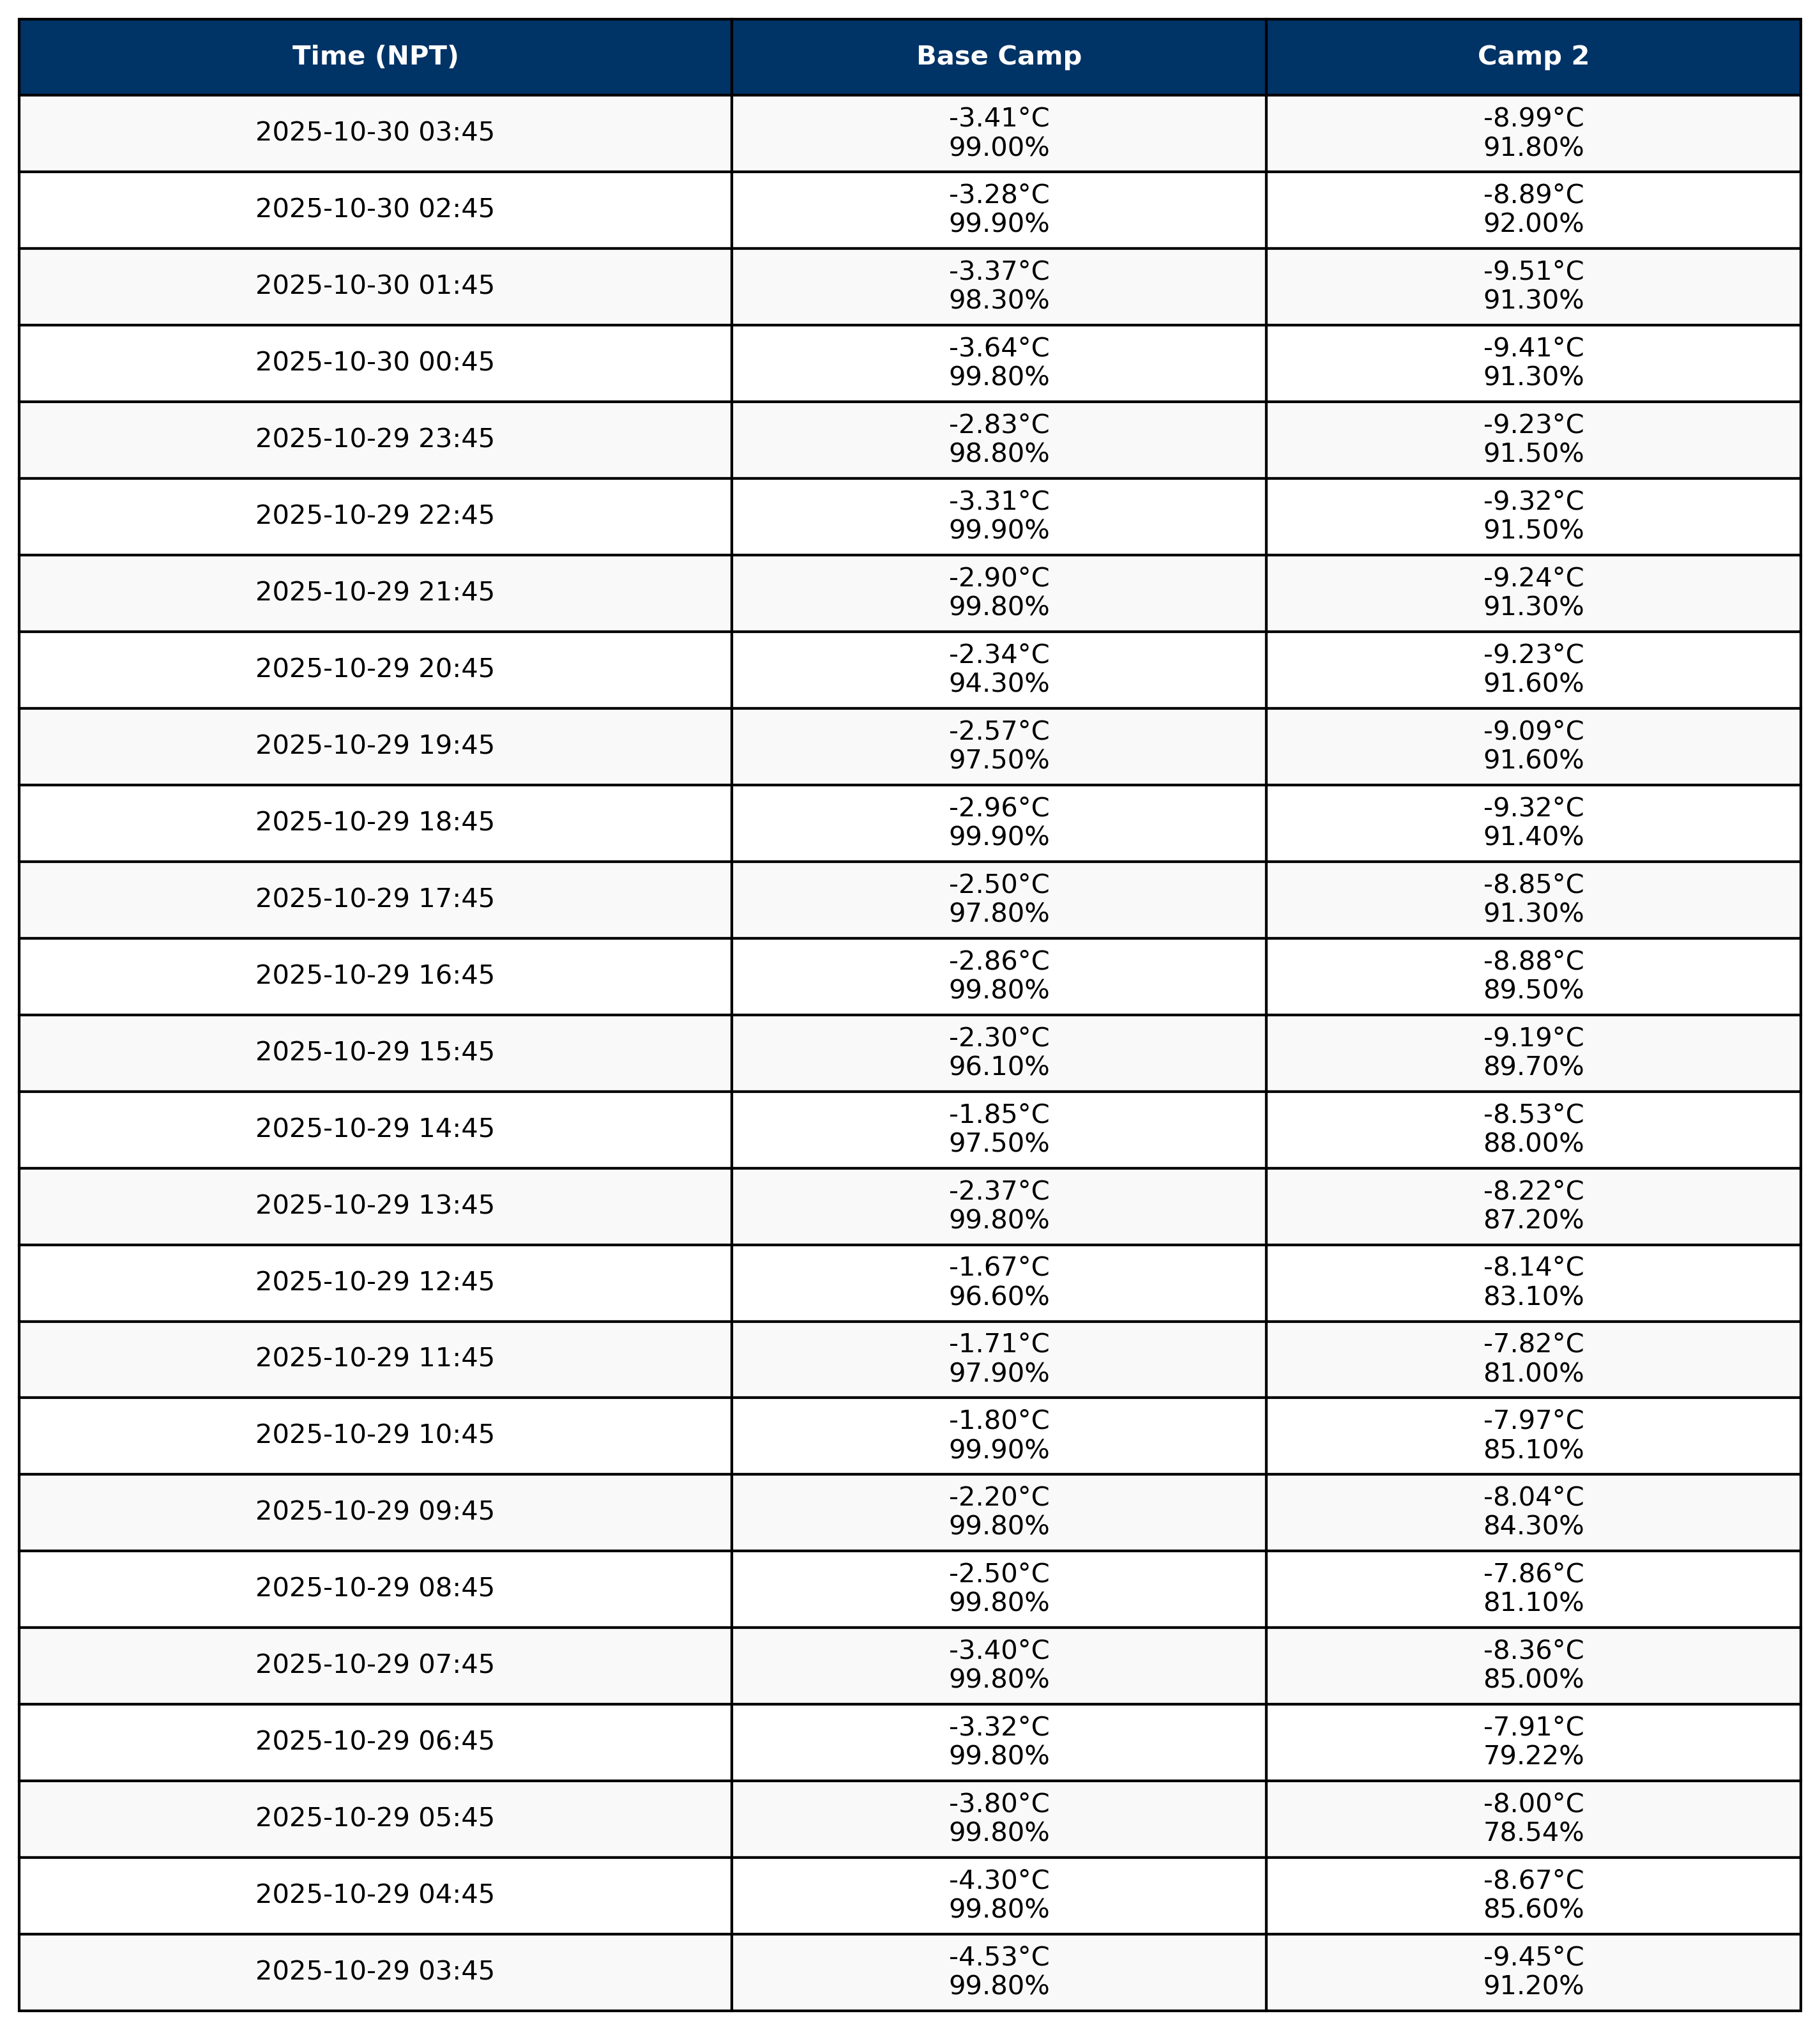 Time (NPT) Base Camp Camp 2
2025-10-30 03:45 -3.41°C -8.99°C
99.00% 91.80%
2025-10-30 02:45 -3.28°C -8.89°C
99.90% 92.00%
2025-10-30 01:45 -3.37°C -9.51°C
98.30% 91.30%
2025-10-30 00:45 -3.64°C -9.41°C
99.80% 91.30%
2025-10-29 23:45 -2.83°C -9.23°C
98.80% 91.50%
2025-10-29 22:45 -3.31°C -9.32°C
99.90% 91.50%
2025-10-29 21:45 -2.90°C -9.24°C
99.80% 91.30%
2025-10-29 20:45 -2.34°C -9.23°C
94.30% 91.60%
2025-10-29 19:45 -2.57°C -9.09°C
97.50% 91.60%
2025-10-29 18:45 -2.96°C -9.32°C
99.90% 91.40%
2025-10-29 17:45 -2.50°C -8.85°C
97.80% 91.30%
2025-10-29 16:45 -2.86°C -8.88°C
99.80% 89.50%
2025-10-29 15:45 -2.30°C -9.19°C
96.10% 89.70%
2025-10-29 14:45 -1.85°C -8.53°C
97.50% 88.00%
2025-10-29 13:45 -2.37°C -8.22°C
99.80% 87.20%
2025-10-29 12:45 -1.67°C -8.14°C
96.60% 83.10%
2025-10-29 11:45 -1.71°C -7.82°C
97.90% 81.00%
2025-10-29 10:45 -1.80°C -7.97°C
99.90% 85.10%
2025-10-29 09:45 -2.20°C -8.04°C
99.80% 84.30%
2025-10-29 08:45 -2.50°C -7.86°C
99.80% 81.10%
2025-10-29 07:45 -3.40°C -8.36°C
99.80% 85.00%
2025-10-29 06:45 -3.32°C -7.91°C
99.80% 79.22%
2025-10-29 05:45 -3.80°C -8.00°C
99.80% 78.54%
2025-10-29 04:45 -4.30°C -8.67°C
99.80% 85.60%
2025-10-29 03:45 -4.53°C -9.45°C
99.80% 91.20%